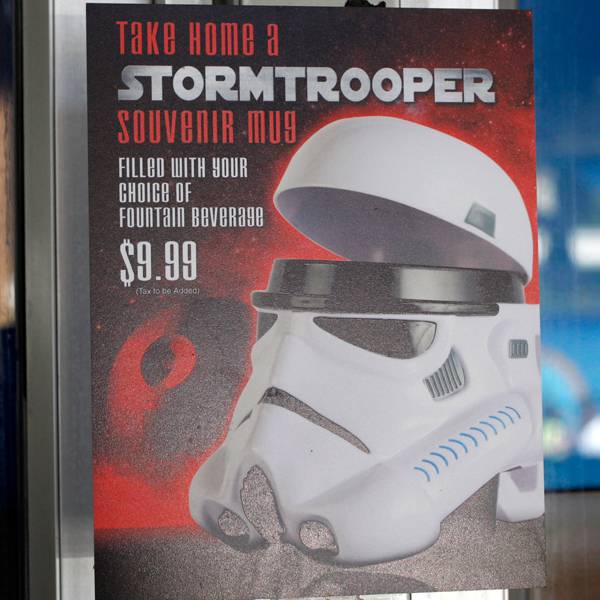 Take Home a
STORMTROOPER
Souvenir Mug
Filled with your
choice of
fountain beverage
$9.99
(Tax to be Added)